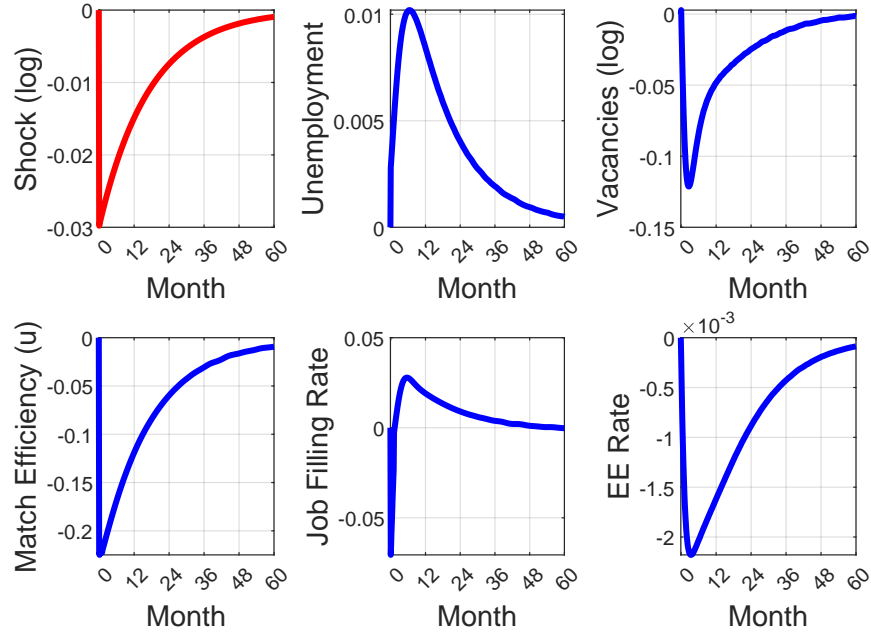 Shock (log)
0
-0.01
-0.02
-0.03
0 12 24 36 48 60
Month
Unemployment
0.01
0.005
0
0 12 24 36 48 60
Month
Vacancies (log)
0
-0.05
-0.1
-0.15
0 12 24 36 48 60
Month
Match Efficiency (u)
0
-0.05
-0.1
-0.15
-0.2
0 12 24 36 48 60
Month
Job Filling Rate
0.05
0
-0.05
0 12 24 36 48 60
Month
EE Rate
×10⁻³
0
-0.5
-1
-1.5
-2
0 12 24 36 48 60
Month